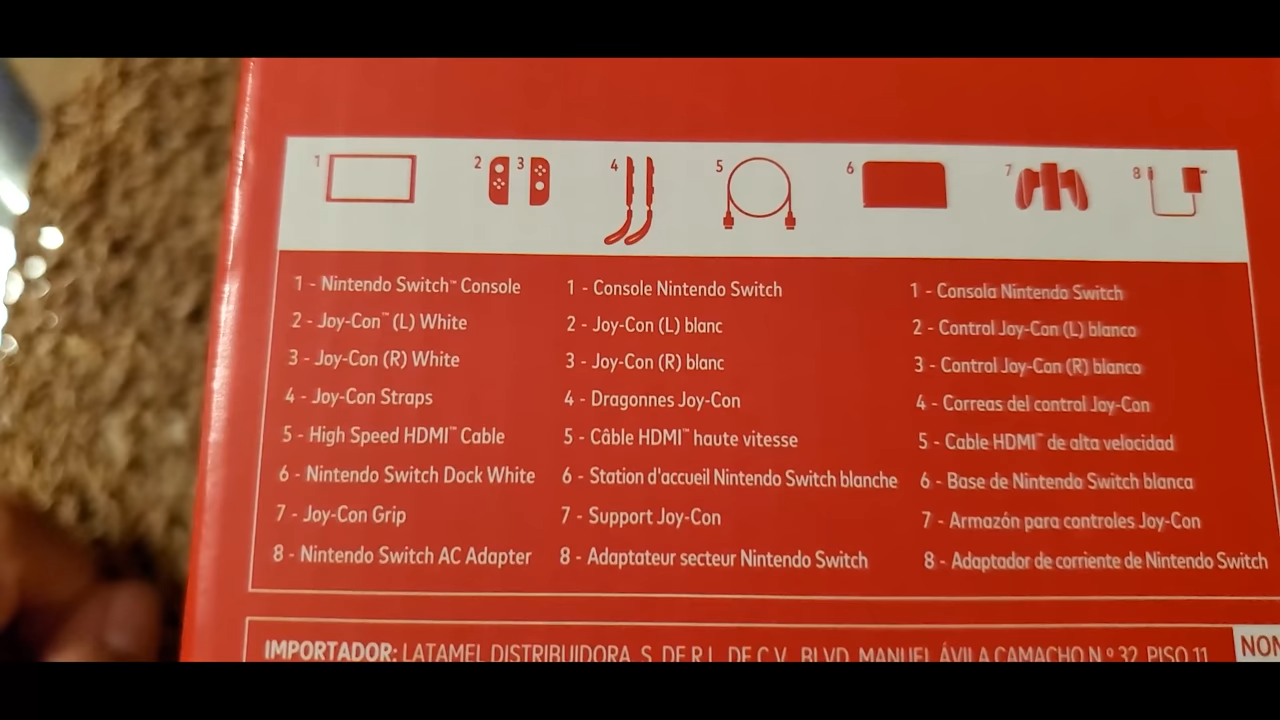 1 2 3 4 5 6 7 8
1 - Nintendo Switch™ Console
2 - Joy-Con™ (L) White
3 - Joy-Con (R) White
4 - Joy-Con Straps
5 - High Speed HDMI™ Cable
6 - Nintendo Switch Dock White
7 - Joy-Con Grip
8 - Nintendo Switch AC Adapter
1 - Console Nintendo Switch
2 - Joy-Con (L) blanc
3 - Joy-Con (R) blanc
4 - Dragonnes Joy-Con
5 - Câble HDMI™ haute vitesse
6 - Station d'accueil Nintendo Switch blanche
7 - Support Joy-Con
8 - Adaptateur secteur Nintendo Switch
1 - Consola Nintendo Switch
2 - Control Joy-Con (L) blanco
3 - Control Joy-Con (R) blanco
4 - Correas del control Joy-Con
5 - Cable HDMI™ de alta velocidad
6 - Base de Nintendo Switch blanca
7 - Armazón para controles Joy-Con
8 - Adaptador de corriente de Nintendo Switch
IMPORTADOR: LATAMEL DISTRIBUIDORA, S. DE R.L. DE C.V., BLVD. MANUEL ÁVILA CAMACHO N.º 32, PISO 11